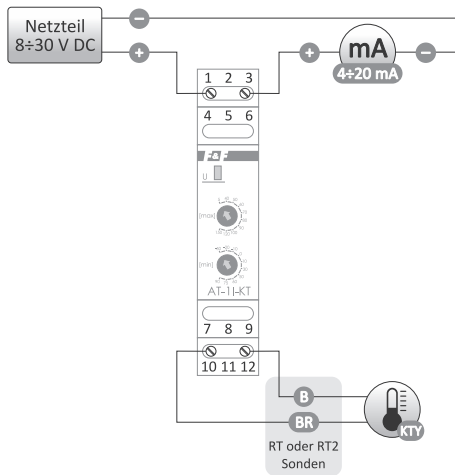 Netzteil
8÷30 V DC
−
+
+
mA
−
4÷20 mA
1 2 3
4 5 6
F&F
U
[max]
[min]
AT-1I-KT
7 8 9
10 11 12
B
BR
KTY
RT oder RT2
Sonden